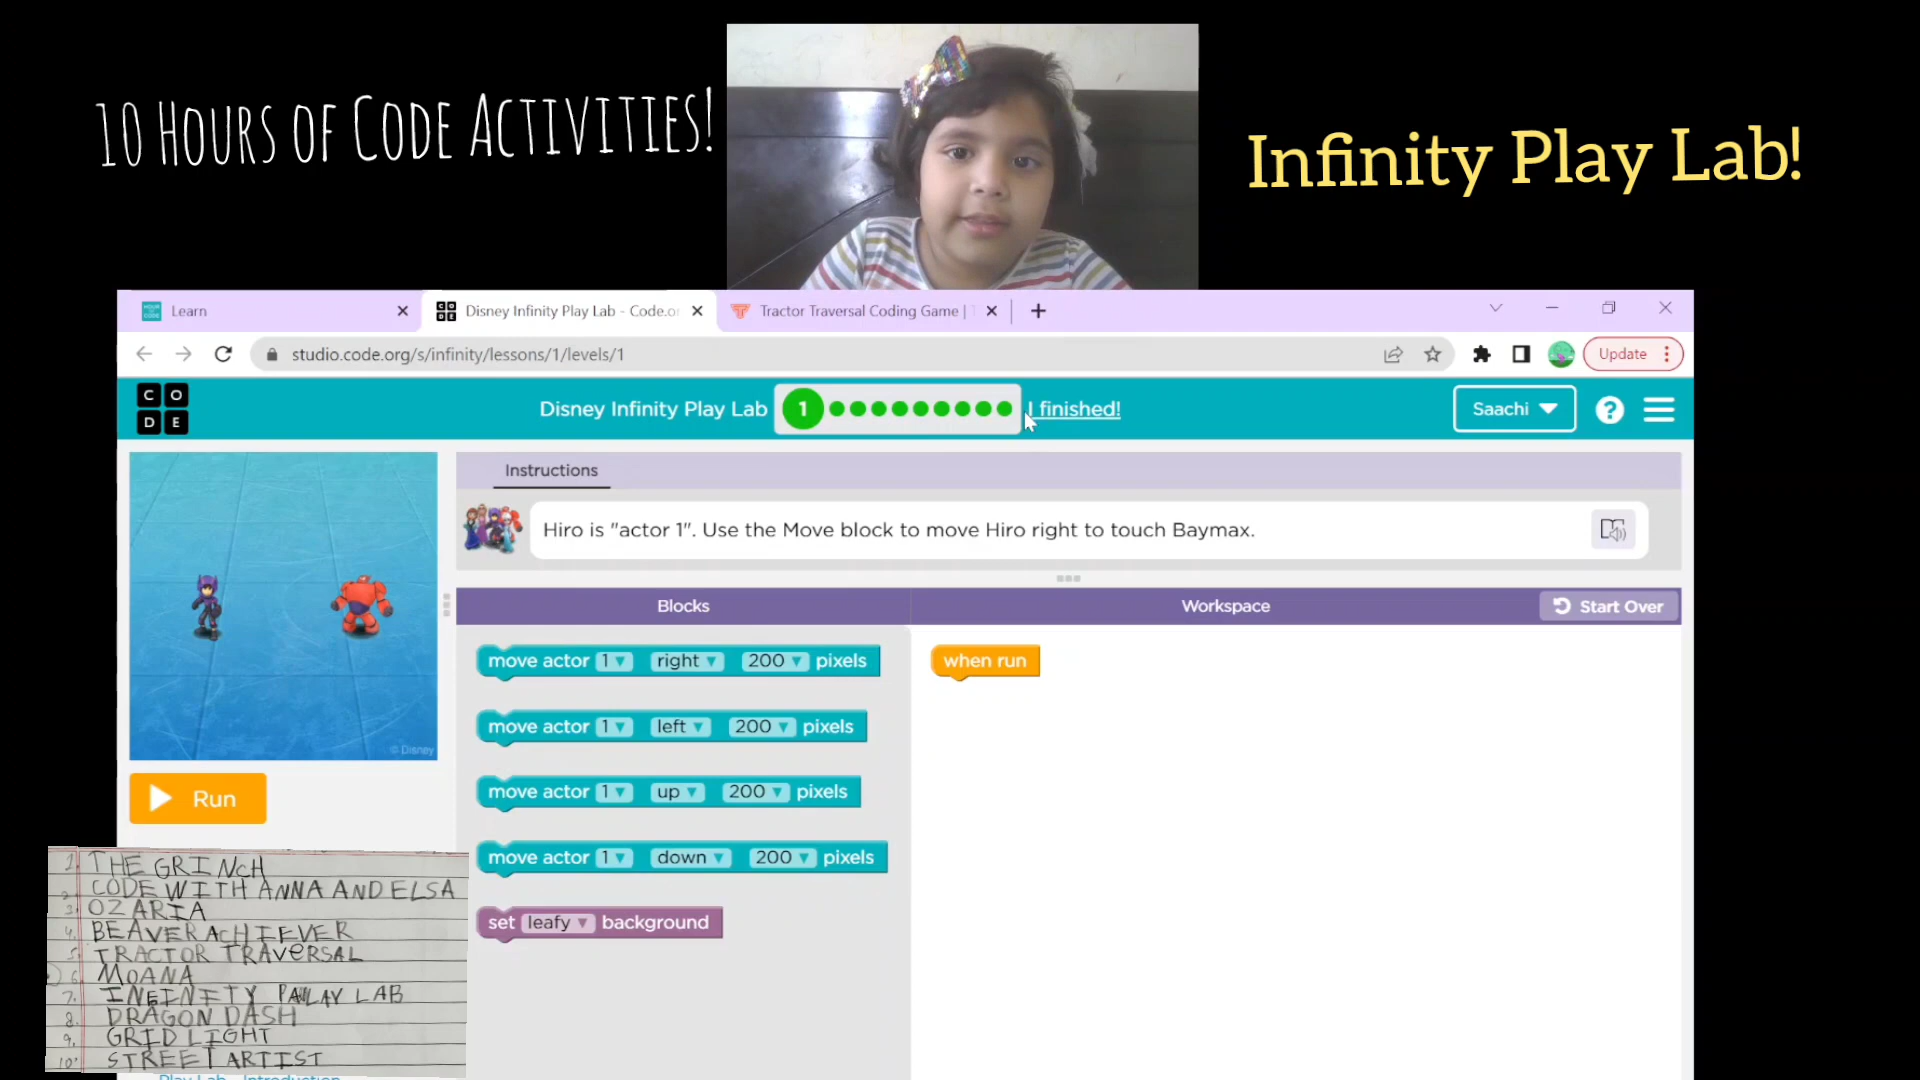 10 HOURS OF CODE ACTIVITIES!
Infinity Play Lab!
Learn
Disney Infinity Play Lab - Code.or
Tractor Traversal Coding Game |
studio.code.org/s/infinity/lessons/1/levels/1
Update
C O
D E
Disney Infinity Play Lab
1
I finished!
Saachi
?
Instructions
Hiro is "actor 1". Use the Move block to move Hiro right to touch Baymax.
Blocks
Workspace
Start Over
move actor 1 right 200 pixels
when run
move actor 1 left 200 pixels
© Disney
move actor 1 up 200 pixels
Run
move actor 1 down 200 pixels
set leafy background
1. THE GRINCH
2. CODE WITH ANNA AND ELSA
3. OZARIA
4. BEAVER ACHIEVER
5. TRACTOR TRAVERSAL
6. MOANA
7. INFINITY PALAY LAB
8. DRAGON DASH
9. GRID LIGHT
10. STREET ARTIST
Play Lab - Introduction